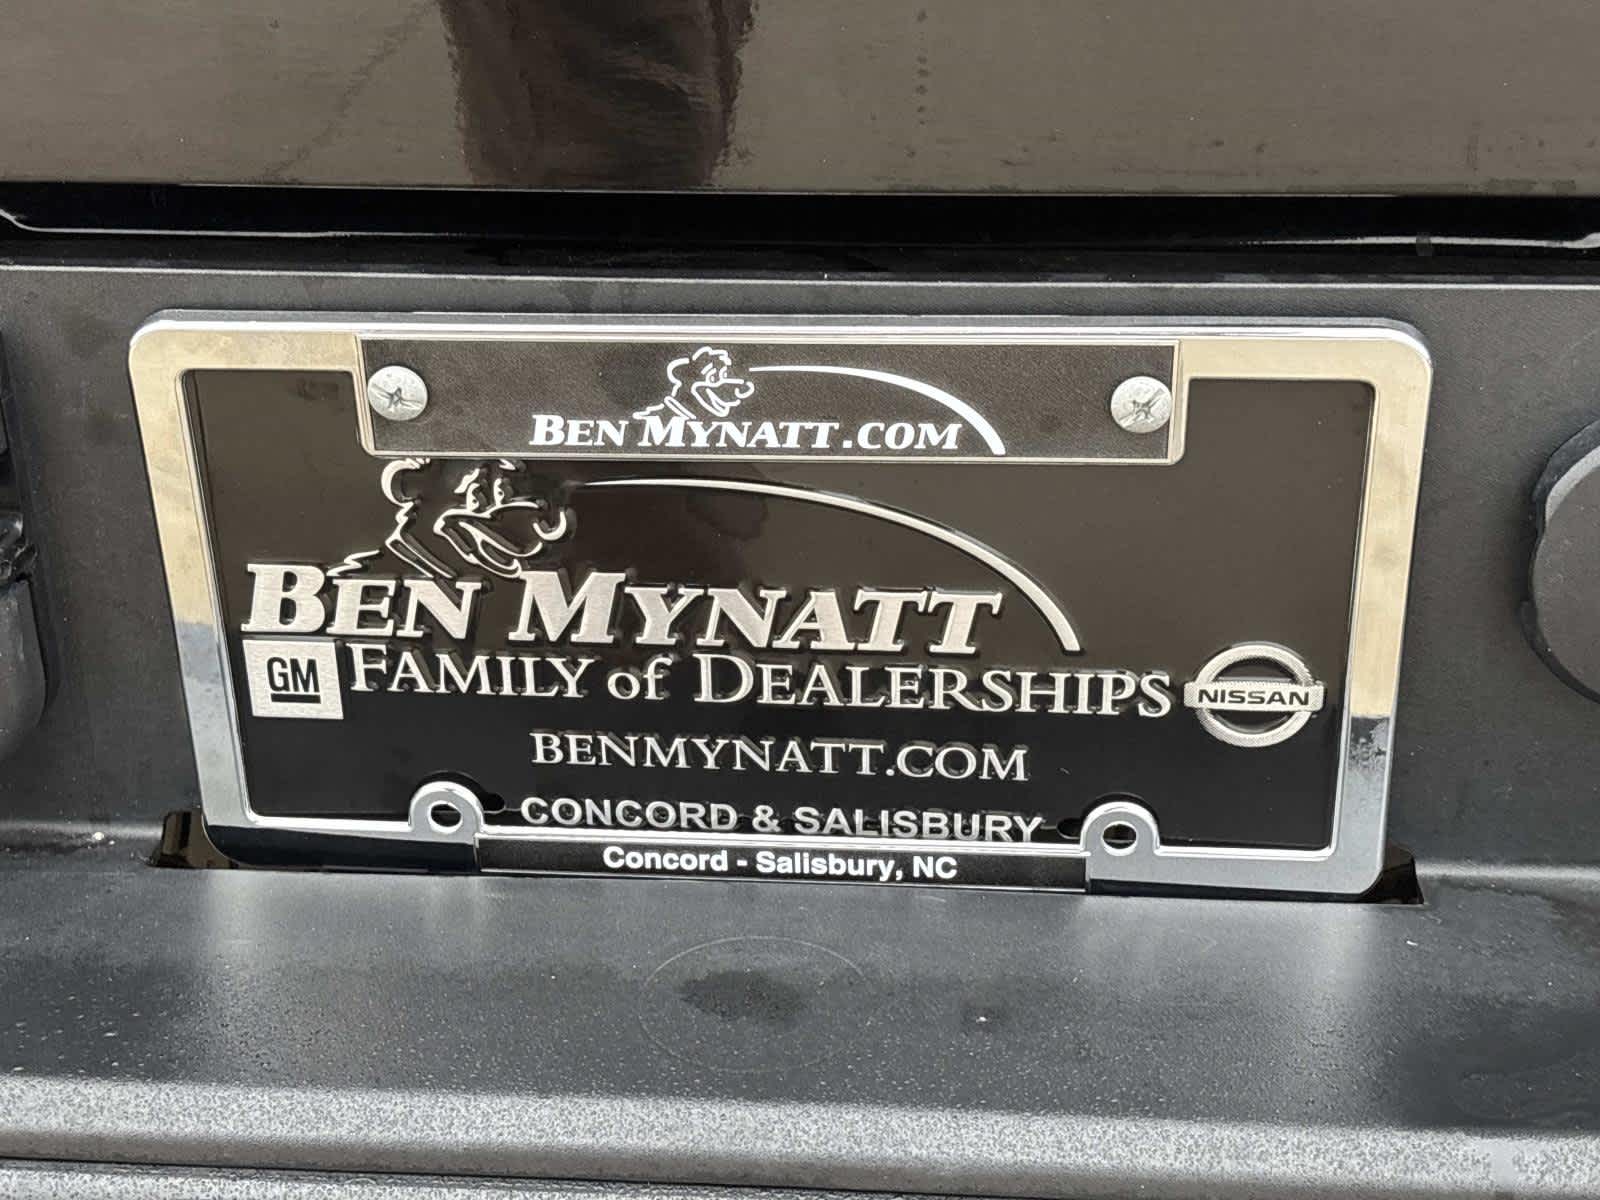 BEN MYNATT.COM
BEN MYNATT
GM FAMILY of DEALERSHIPS NISSAN
BENMYNATT.COM
CONCORD & SALISBURY
Concord - Salisbury, NC